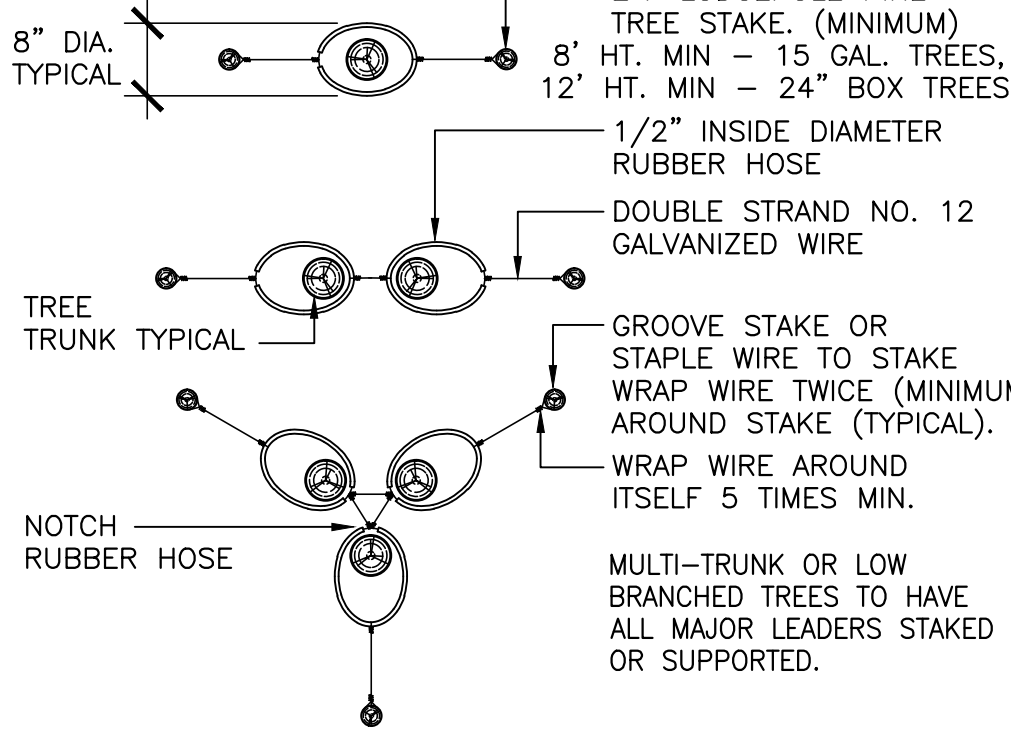 TREE STAKE. (MINIMUM)
8" DIA.
TYPICAL
8' HT. MIN – 15 GAL. TREES,
12' HT. MIN – 24" BOX TREES
1/2" INSIDE DIAMETER
RUBBER HOSE
DOUBLE STRAND NO. 12
GALVANIZED WIRE
TREE
TRUNK TYPICAL
GROOVE STAKE OR
STAPLE WIRE TO STAKE
WRAP WIRE TWICE (MINIMUM
AROUND STAKE (TYPICAL).
WRAP WIRE AROUND
ITSELF 5 TIMES MIN.
NOTCH
RUBBER HOSE
MULTI–TRUNK OR LOW
BRANCHED TREES TO HAVE
ALL MAJOR LEADERS STAKED
OR SUPPORTED.